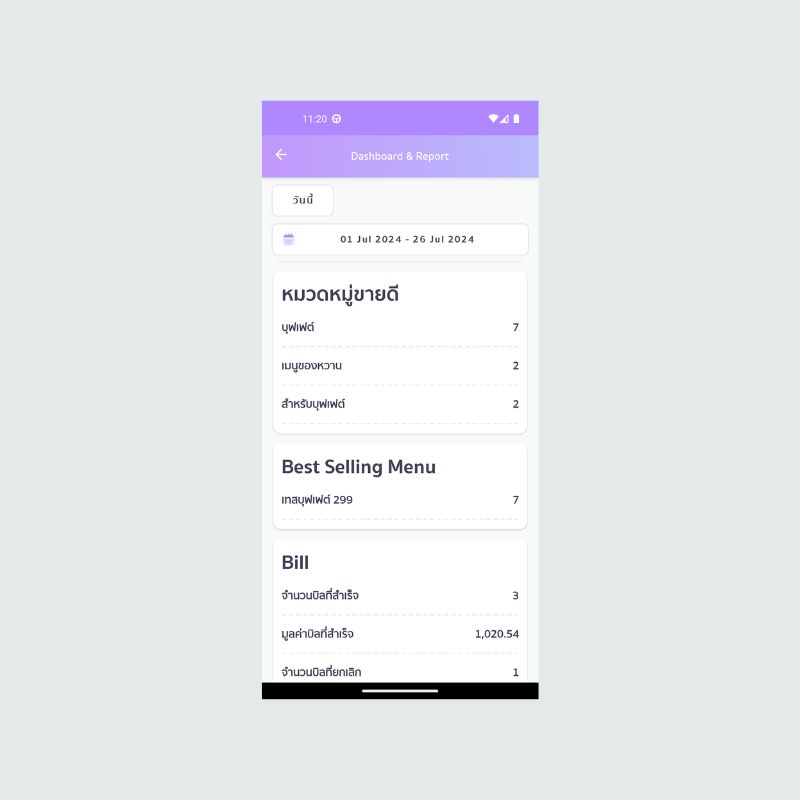 11:20
Dashboard & Report
วันนี้
01 Jul 2024 - 26 Jul 2024
หมวดหมู่ขายดี
บุฟเฟต์ 7
เมนูของหวาน 2
สำหรับบุฟเฟต์ 2
Best Selling Menu
เทสบุฟเฟต์ 299 7
Bill
จำนวนบิลที่สำเร็จ 3
มูลค่าบิลที่สำเร็จ 1,020.54
จำนวนบิลที่ยกเลิก 1